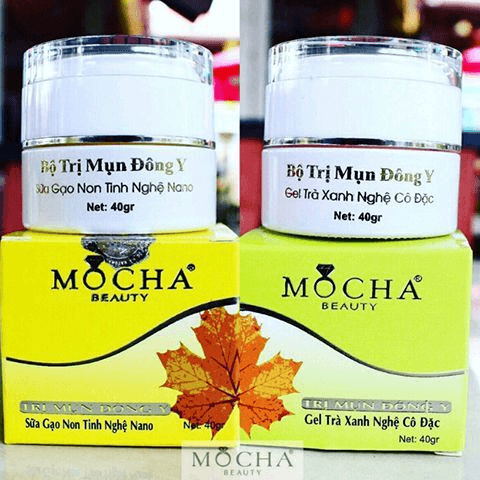 Bộ Trị Mụn Đông Y
Sữa Gạo Non Tinh Nghệ Nano
Net: 40gr
MOCHA®
BEAUTY
TRỊ MỤN ĐÔNG Y
Sữa Gạo Non Tinh Nghệ Nano
Bộ Trị Mụn Đông Y
Gel Trà Xanh Nghệ Cô Đặc
Net: 40gr
MOCHA®
BEAUTY
TRỊ MỤN ĐÔNG Y
Gel Trà Xanh Nghệ Cô Đặc
Net: 40gr
MOCHA®
BEAUTY